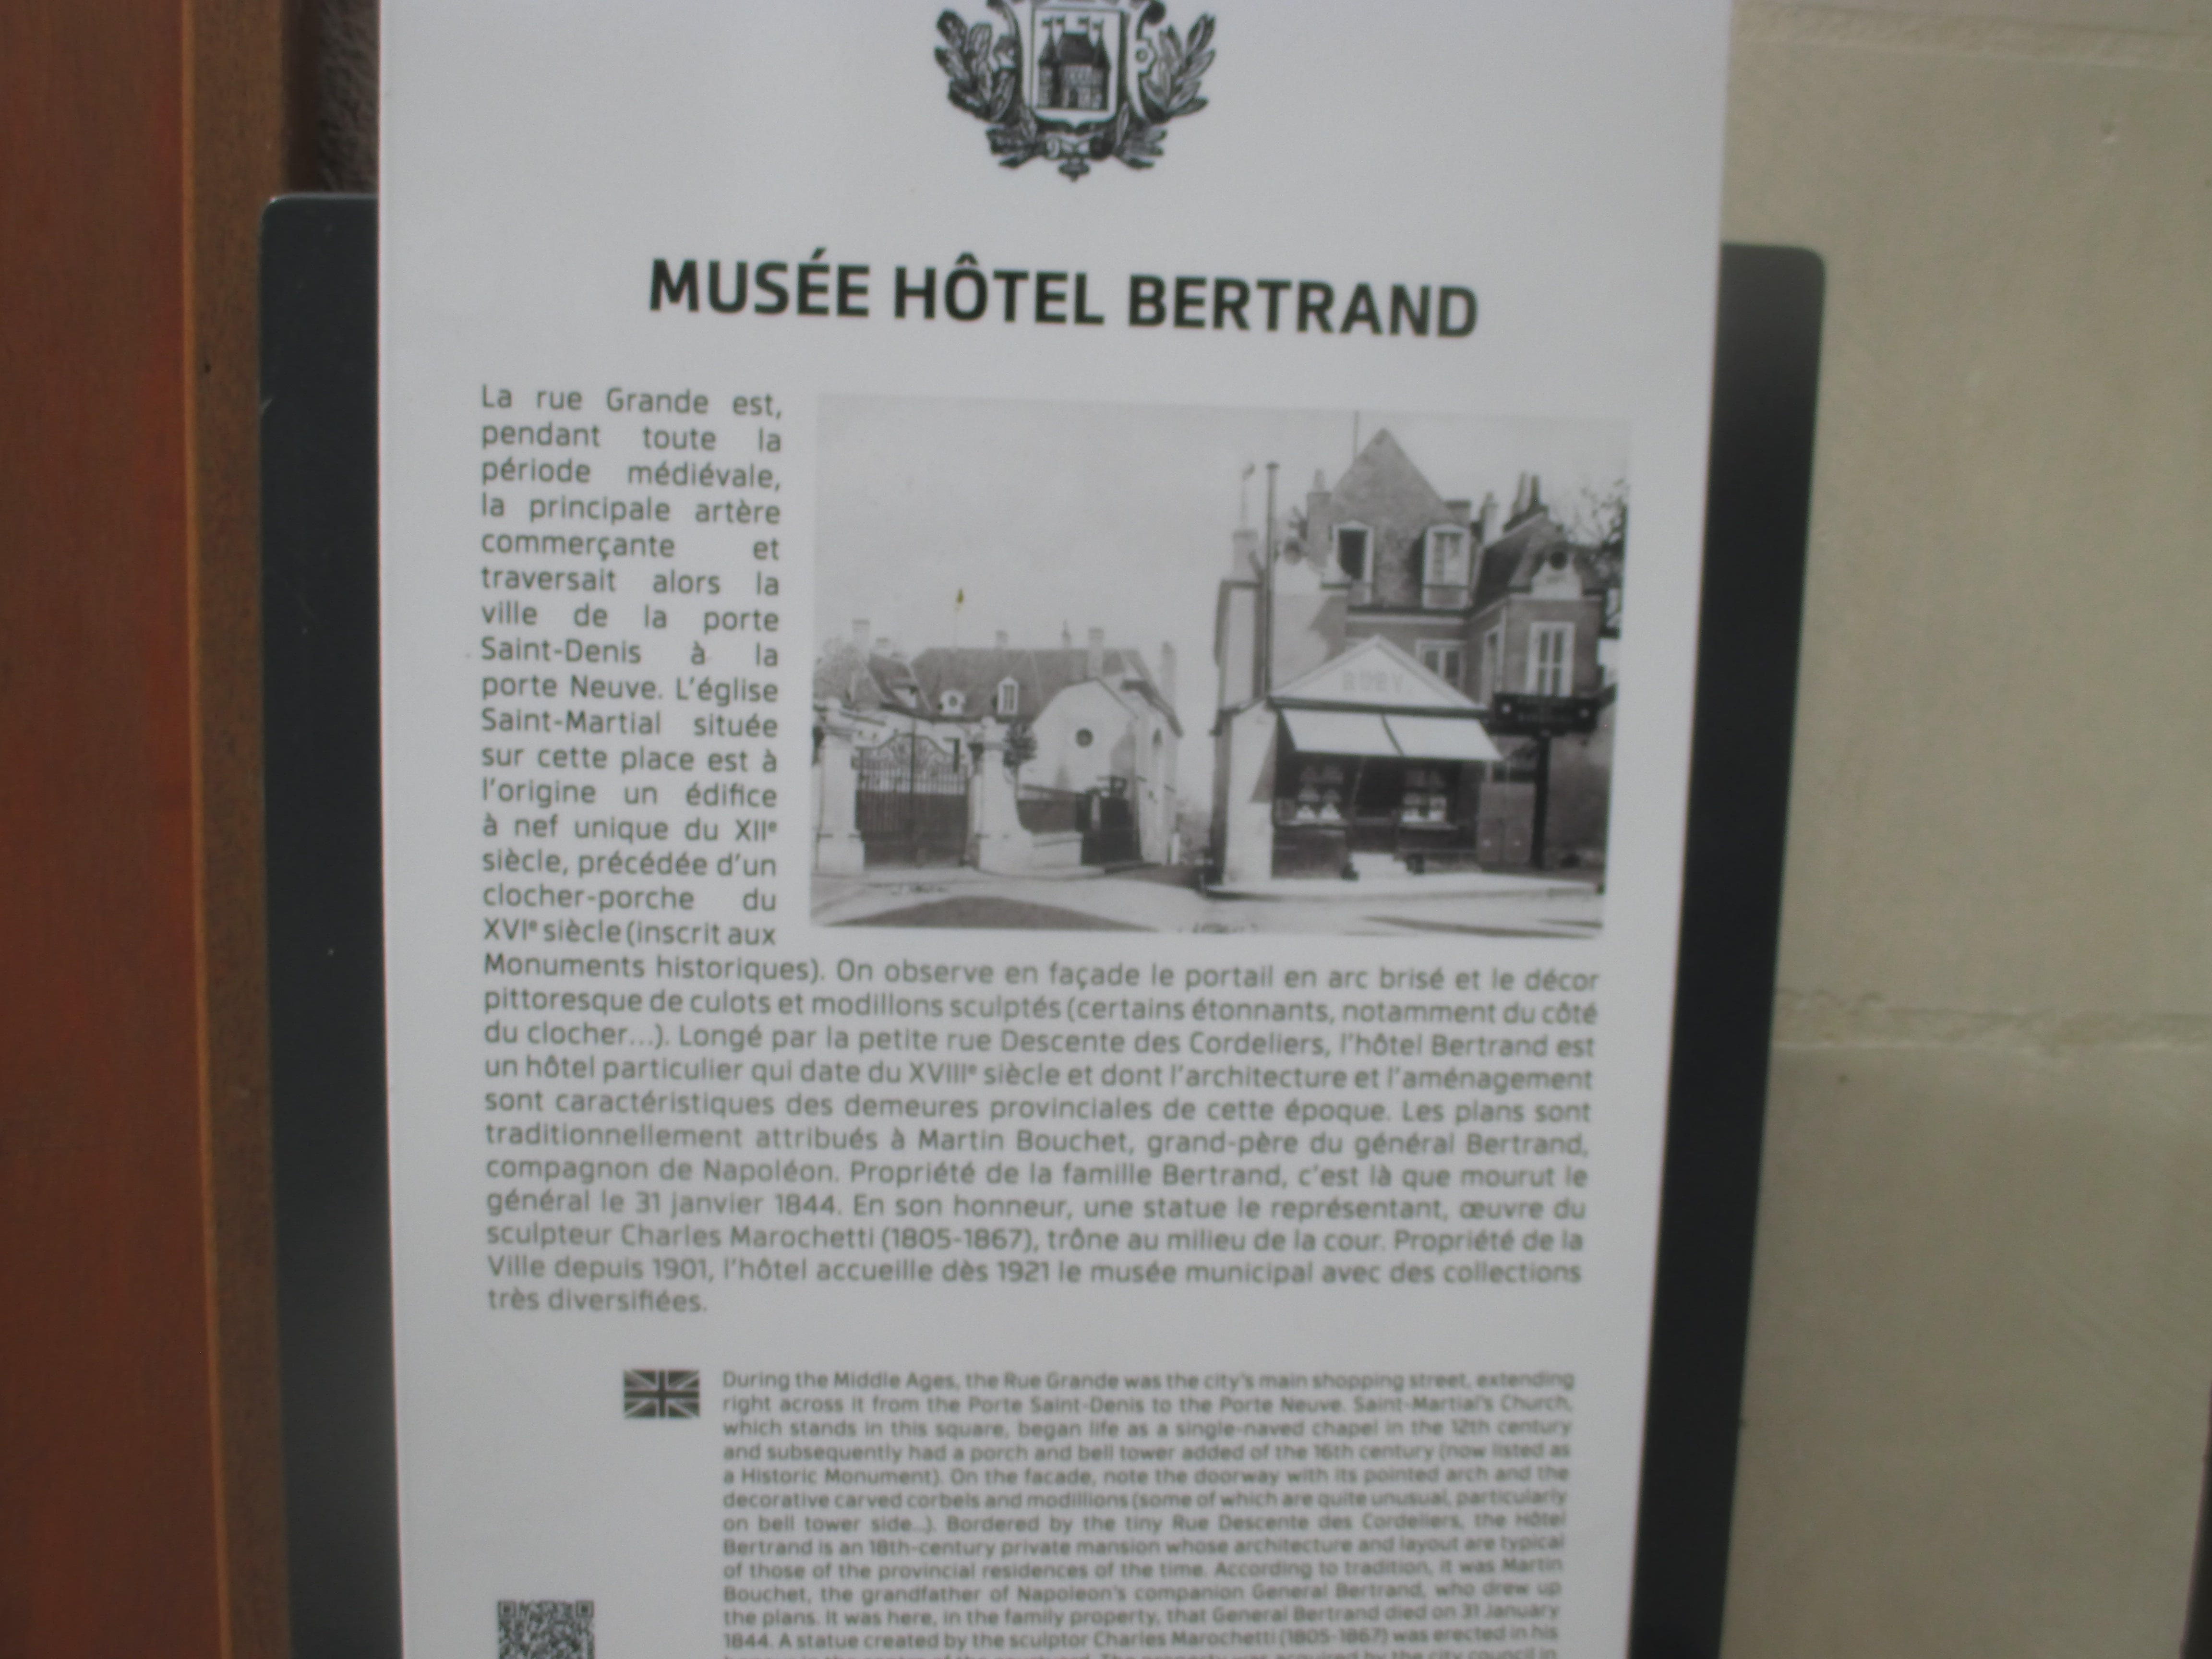 MUSÉE HÔTEL BERTRAND
La rue Grande est,
pendant toute la
période médiévale,
la principale artère
commerçante et
traversait alors la
ville de la porte
Saint-Denis à la
porte Neuve. L'église
Saint-Martial située
sur cette place est à
l'origine un édifice
à nef unique du XIIᵉ
siècle, précédée d'un
clocher-porche du
XVIᵉ siècle (inscrit aux
Monuments historiques). On observe en façade le portail en arc brisé et le décor
pittoresque de culots et modillons sculptés (certains étonnants, notamment du côté
du clocher...). Longé par la petite rue Descente des Cordeliers, l'hôtel Bertrand est
un hôtel particulier qui date du XVIIIᵉ siècle et dont l'architecture et l'aménagement
sont caractéristiques des demeures provinciales de cette époque. Les plans sont
traditionnellement attribués à Martin Bouchet, grand-père du général Bertrand,
compagnon de Napoléon. Propriété de la famille Bertrand, c'est là que mourut le
général le 31 janvier 1844. En son honneur, une statue le représentant, œuvre du
sculpteur Charles Marochetti (1805-1867), trône au milieu de la cour. Propriété de la
Ville depuis 1901, l'hôtel accueille dès 1921 le musée municipal avec des collections
très diversifiées.
RUBY
During the Middle Ages, the Rue Grande was the city's main shopping street, extending
right across it from the Porte Saint-Denis to the Porte Neuve. Saint-Martial's Church,
which stands in this square, began life as a single-naved chapel in the 12th century
and subsequently had a porch and bell tower added of the 16th century (now listed as
a Historic Monument). On the facade, note the doorway with its pointed arch and the
decorative carved corbels and modillions (some of which are quite unusual, particularly
on bell tower side...). Bordered by the tiny Rue Descente des Cordeliers, the Hôtel
Bertrand is an 18th-century private mansion whose architecture and layout are typical
of those of the provincial residences of the time. According to tradition, it was Martin
Bouchet, the grandfather of Napoleon's companion General Bertrand, who drew up
the plans. It was here, in the family property, that General Bertrand died on 31 January
1844. A statue created by the sculptor Charles Marochetti (1805-1867) was erected in his